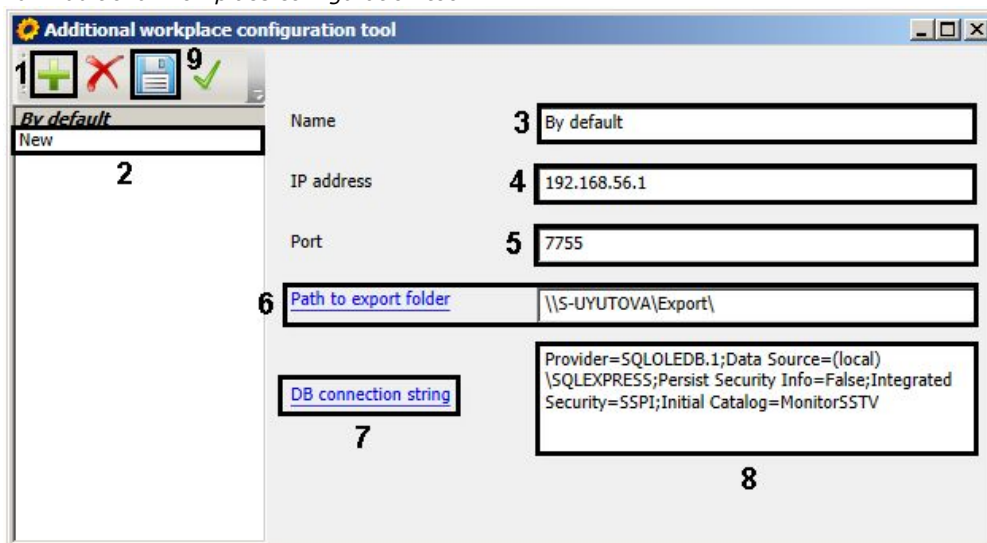 Additional workplace configuration tool
1
9
By default
New
2
Name
3
By default
IP address
4
192.168.56.1
Port
5
7755
6
Path to export folder
\\S-UYUTOVA\Export\
DB connection string
7
Provider=SQLOLEDB.1;Data Source=(local)
\SQLEXPRESS;Persist Security Info=False;Integrated
Security=SSPI;Initial Catalog=MonitorSSTV
8